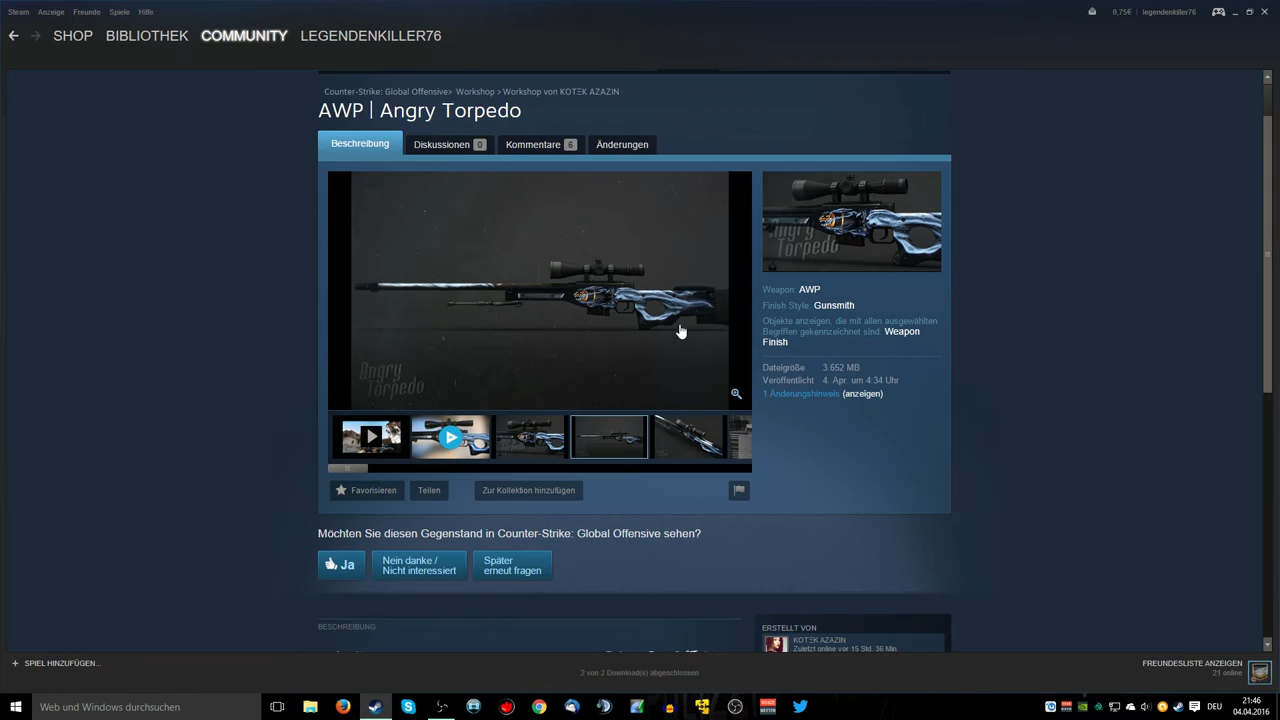 Steam Anzeige Freunde Spiele Hilfe
0,75€ legendenkiller76
SHOP BIBLIOTHEK COMMUNITY LEGENDENKILLER76
Counter-Strike: Global Offensive> Workshop > Workshop von KOTEK AZAZIN
AWP | Angry Torpedo
Beschreibung Diskussionen 0 Kommentare 6 Änderungen
Angry
Torpedo
Angry
Torpedo
Weapon: AWP
Finish Style: Gunsmith
Objekte anzeigen, die mit allen ausgewählten
Begriffen gekennzeichnet sind: Weapon
Finish
Dateigröße 3.652 MB
Veröffentlicht 4. Apr. um 4:34 Uhr
1 Änderungshinweis (anzeigen)
Favorisieren Teilen Zur Kollektion hinzufügen
Möchten Sie diesen Gegenstand in Counter-Strike: Global Offensive sehen?
Ja
Nein danke /
Nicht interessiert
Später
erneut fragen
BESCHREIBUNG
ERSTELLT VON
KOTEK AZAZIN
Zuletzt online vor 15 Std. 36 Min.
+ SPIEL HINZUFÜGEN...
2 von 2 Download(s) abgeschlossen
FREUNDESLISTE ANZEIGEN
21 online
Web und Windows durchsuchen
DEU
21:46
04.04.2016